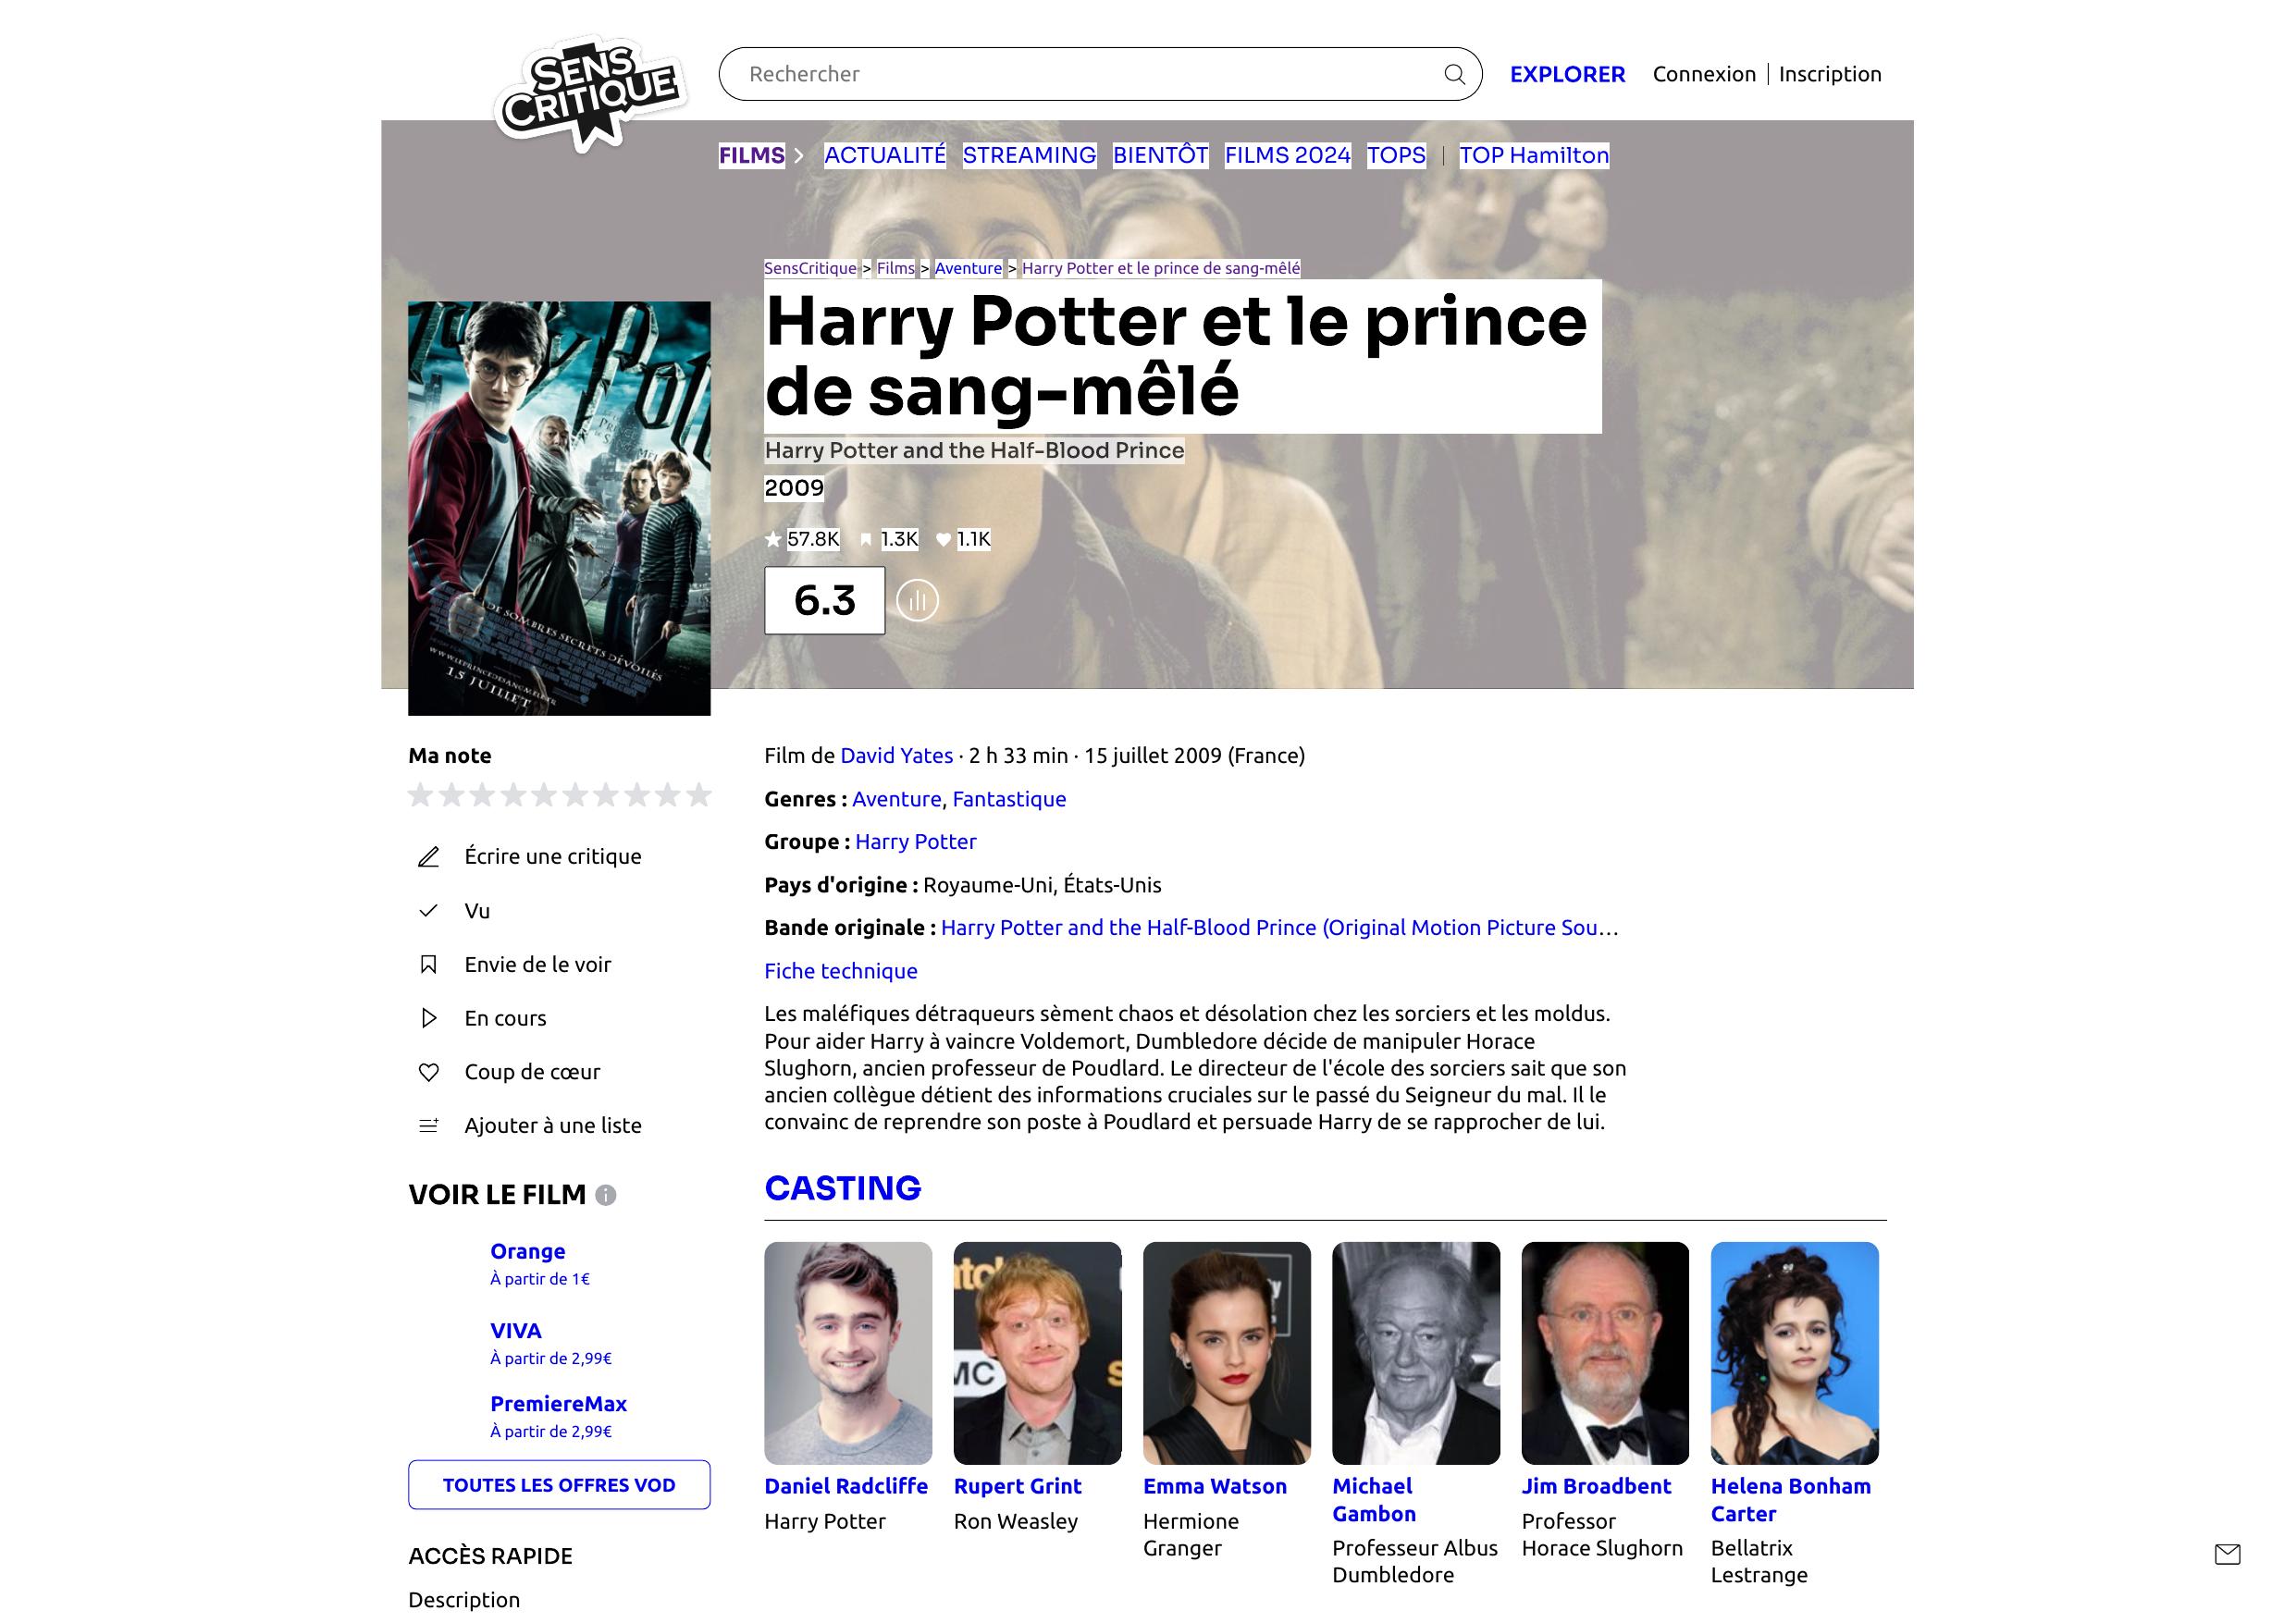 SENS
CRITIQUE
Rechercher
EXPLORER
Connexion
Inscription
FILMS
ACTUALITÉ
STREAMING
BIENTÔT
FILMS 2024
TOPS
TOP Hamilton
SensCritique > Films > Aventure > Harry Potter et le prince de sang-mêlé
Harry Potter et le prince
de sang-mêlé
Harry Potter and the Half-Blood Prince
2009
57.8K
1.3K
1.1K
6.3
DE SOMBRES SECRETS DÉVOILÉS
15 JUILLET
Ma note
Écrire une critique
Vu
Envie de le voir
En cours
Coup de cœur
Ajouter à une liste
VOIR LE FILM
Orange
À partir de 1€
VIVA
À partir de 2,99€
PremiereMax
À partir de 2,99€
TOUTES LES OFFRES VOD
ACCÈS RAPIDE
Description
Film de David Yates · 2 h 33 min · 15 juillet 2009 (France)
Genres : Aventure, Fantastique
Groupe : Harry Potter
Pays d'origine : Royaume-Uni, États-Unis
Bande originale : Harry Potter and the Half-Blood Prince (Original Motion Picture Sou…
Fiche technique
Les maléfiques détraqueurs sèment chaos et désolation chez les sorciers et les moldus.
Pour aider Harry à vaincre Voldemort, Dumbledore décide de manipuler Horace
Slughorn, ancien professeur de Poudlard. Le directeur de l'école des sorciers sait que son
ancien collègue détient des informations cruciales sur le passé du Seigneur du mal. Il le
convainc de reprendre son poste à Poudlard et persuade Harry de se rapprocher de lui.
CASTING
Daniel Radcliffe
Harry Potter
Rupert Grint
Ron Weasley
Emma Watson
Hermione
Granger
Michael
Gambon
Professeur Albus
Dumbledore
Jim Broadbent
Professor
Horace Slughorn
Helena Bonham
Carter
Bellatrix
Lestrange